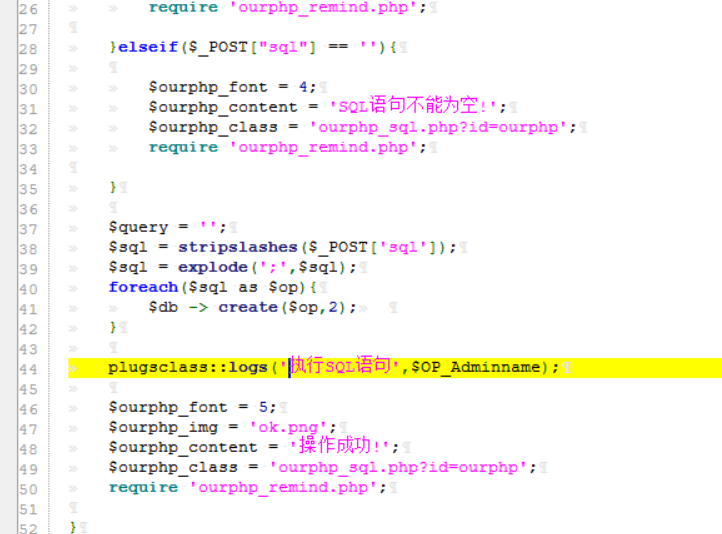 26 require 'ourphp_remind.php';
27
28 }elseif($_POST["sql"] == ''){
29
30 $ourphp_font = 4;
31 $ourphp_content = 'SQL语句不能为空!';
32 $ourphp_class = 'ourphp_sql.php?id=ourphp';
33 require 'ourphp_remind.php';
34
35 }
36
37 $query = '';
38 $sql = stripslashes($_POST['sql']);
39 $sql = explode(';',$sql);
40 foreach($sql as $op){
41 $db -> create($op,2);
42 }
43
44 plugsclass::logs('执行SQL语句',$OP_Adminname);
45
46 $ourphp_font = 5;
47 $ourphp_img = 'ok.png';
48 $ourphp_content = '操作成功!';
49 $ourphp_class = 'ourphp_sql.php?id=ourphp';
50 require 'ourphp_remind.php';
51
52 }